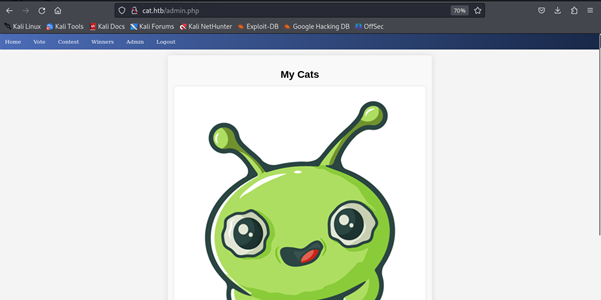 cat.htb/admin.php
70%
Kali Linux Kali Tools Kali Docs Kali Forums Kali NetHunter Exploit-DB Google Hacking DB OffSec
Home Vote Contest Winners Admin Logout
My Cats